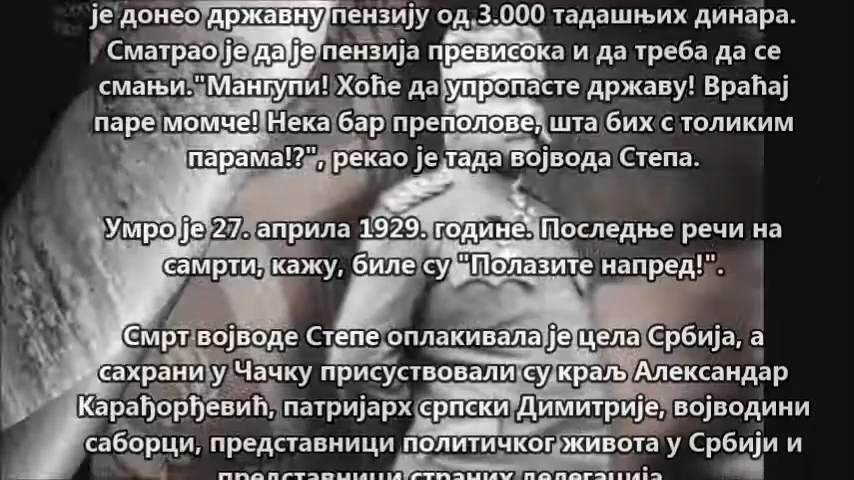 је донео државну пензију од 3.000 тадашњих динара.
Сматрао је да је пензија превисока и да треба да се
смањи."Мангупи! Хоће да упропасте државу! Враћај
паре момче! Нека бар преполове, шта бих с толиким
парама!?", рекао је тада војвода Степа.
Умро је 27. априла 1929. године. Последње речи на
самрти, кажу, биле су "Полазите напред!".
Смрт војводе Степе оплакивала је цела Србија, а
сахрани у Чачку присуствовали су краљ Александар
Карађорђевић, патријарх српски Димитрије, војводини
саборци, представници политичког живота у Србији и
представници страних делегација